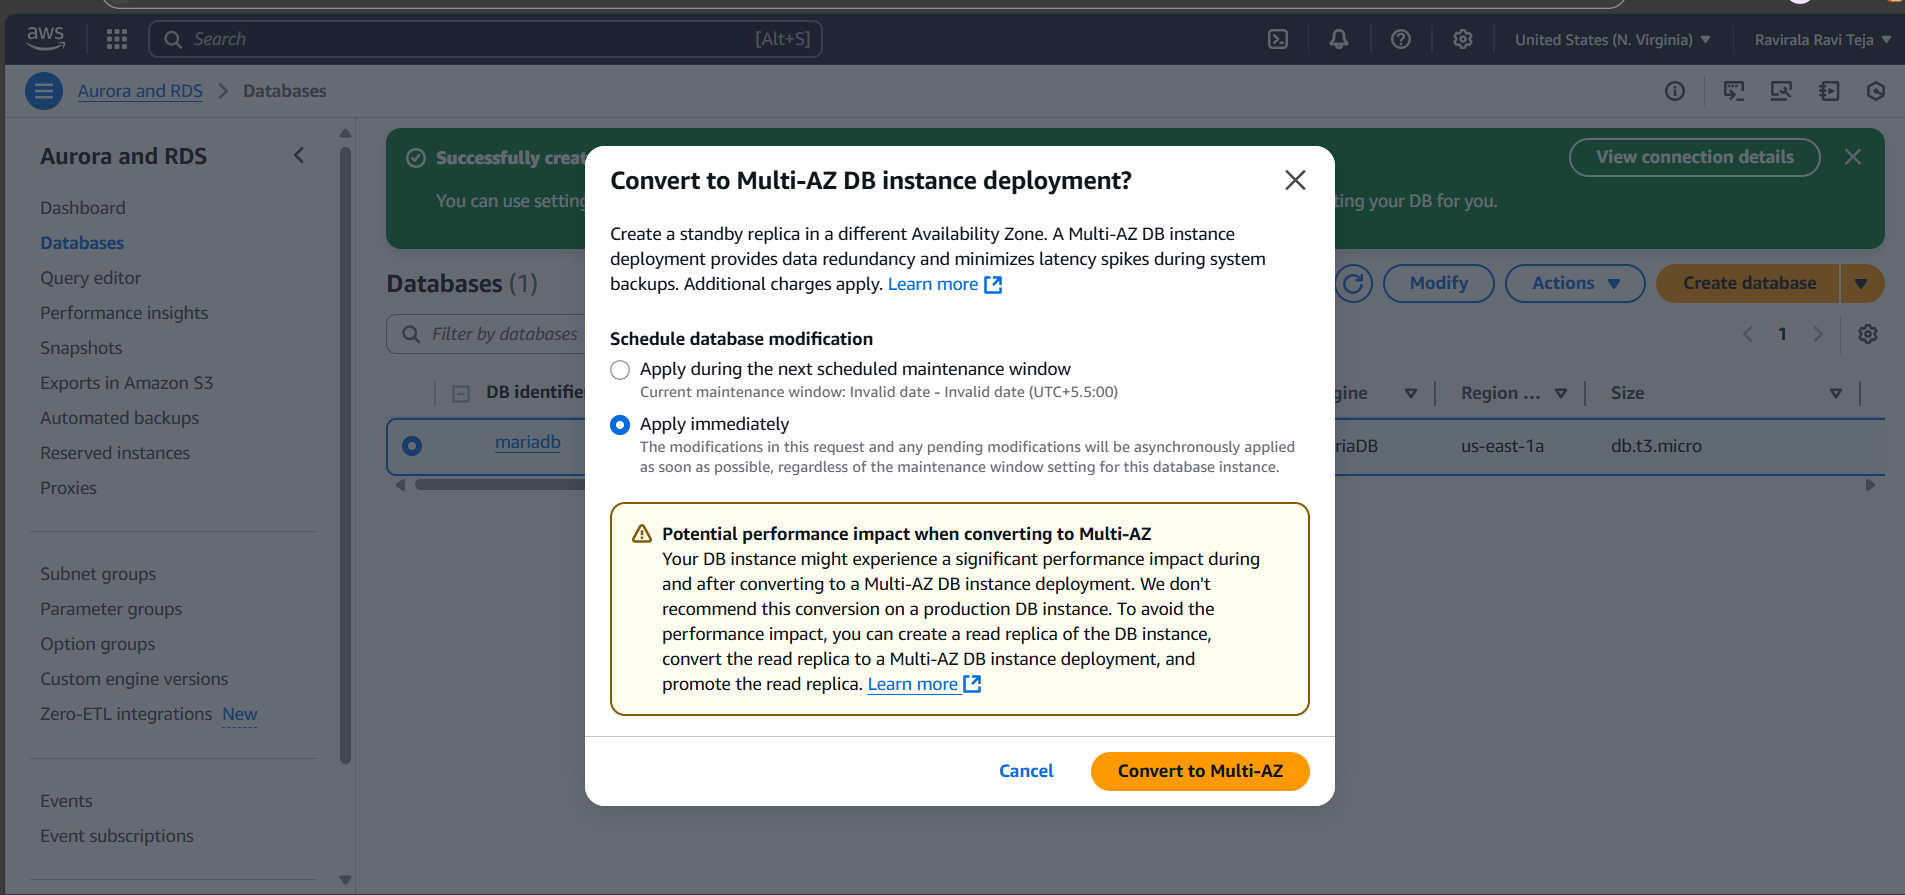 aws
Search
[Alt+S]
United States (N. Virginia)
Ravirala Ravi Teja
Aurora and RDS
Databases
Aurora and RDS
Dashboard
Databases
Query editor
Performance insights
Snapshots
Exports in Amazon S3
Automated backups
Reserved instances
Proxies
Subnet groups
Parameter groups
Option groups
Custom engine versions
Zero-ETL integrations New
Events
Event subscriptions
Successfully
View connection details
You can use
your DB for you.
Databases (1)
Modify
Actions
Create database
Filter by databases
1
DB
Region ...
Size
mariadb
us-east-1a
db.t3.micro
Convert to Multi-AZ DB instance deployment?
Create a standby replica in a different Availability Zone. A Multi-AZ DB instance
deployment provides data redundancy and minimizes latency spikes during system
backups. Additional charges apply. Learn more
Schedule database modification
Apply during the next scheduled maintenance window
Current maintenance window: Invalid date - Invalid date (UTC+5.5:00)
Apply immediately
The modifications in this request and any pending modifications will be asynchronously applied
as soon as possible, regardless of the maintenance window setting for this database instance.
Potential performance impact when converting to Multi-AZ
Your DB instance might experience a significant performance impact during
and after converting to a Multi-AZ DB instance deployment. We don't
recommend this conversion on a production DB instance. To avoid the
performance impact, you can create a read replica of the DB instance,
convert the read replica to a Multi-AZ DB instance deployment, and
promote the read replica. Learn more
Cancel
Convert to Multi-AZ